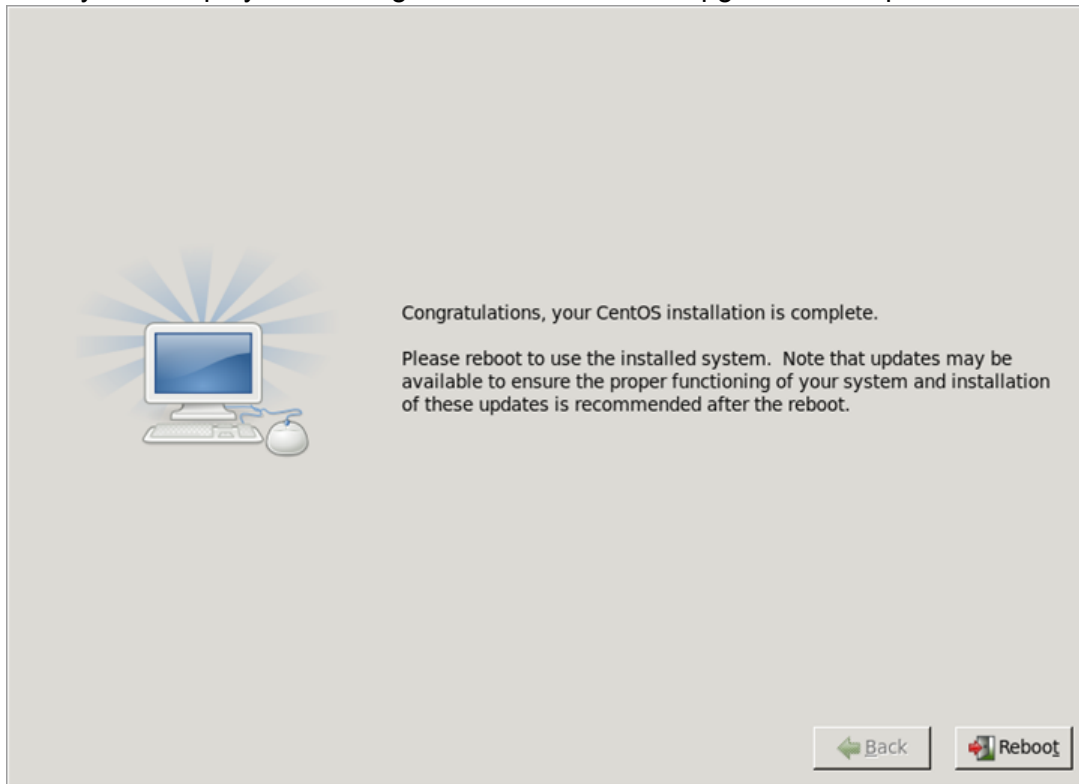 Congratulations, your CentOS installation is complete.
Please reboot to use the installed system.  Note that updates may be
available to ensure the proper functioning of your system and installation
of these updates is recommended after the reboot.
Back
Reboot